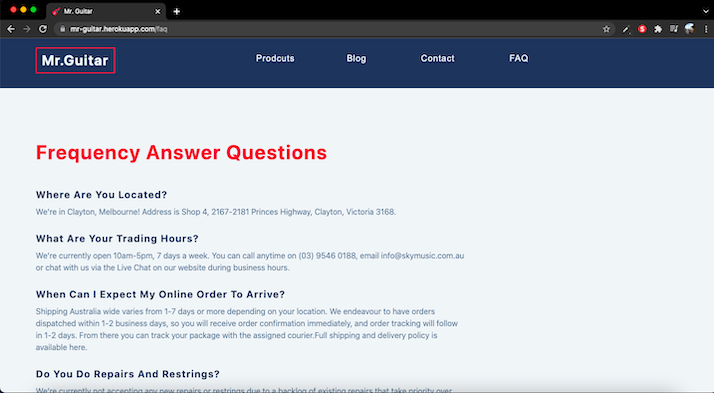 Mr. Guitar
mr-guitar.herokuapp.com/faq
Mr.Guitar
Prodcuts
Blog
Contact
FAQ
Frequency Answer Questions
Where Are You Located?
We're in Clayton, Melbourne! Address is Shop 4, 2167-2181 Princes Highway, Clayton, Victoria 3168.
What Are Your Trading Hours?
We're currently open 10am-5pm, 7 days a week. You can call anytime on (03) 9546 0188, email info@skymusic.com.au
or chat with us via the Live Chat on our website during business hours.
When Can I Expect My Online Order To Arrive?
Shipping Australia wide varies from 1-7 days or more depending on your location. We endeavour to have orders
dispatched within 1-2 business days, so you will receive order confirmation immediately, and order tracking will follow
in 1-2 days. From there you can track your package with the assigned courier.Full shipping and delivery policy is
available here.
Do You Do Repairs And Restrings?
We're currently not accepting any new repairs or restrings due to a backlog of existing repairs that take priority over